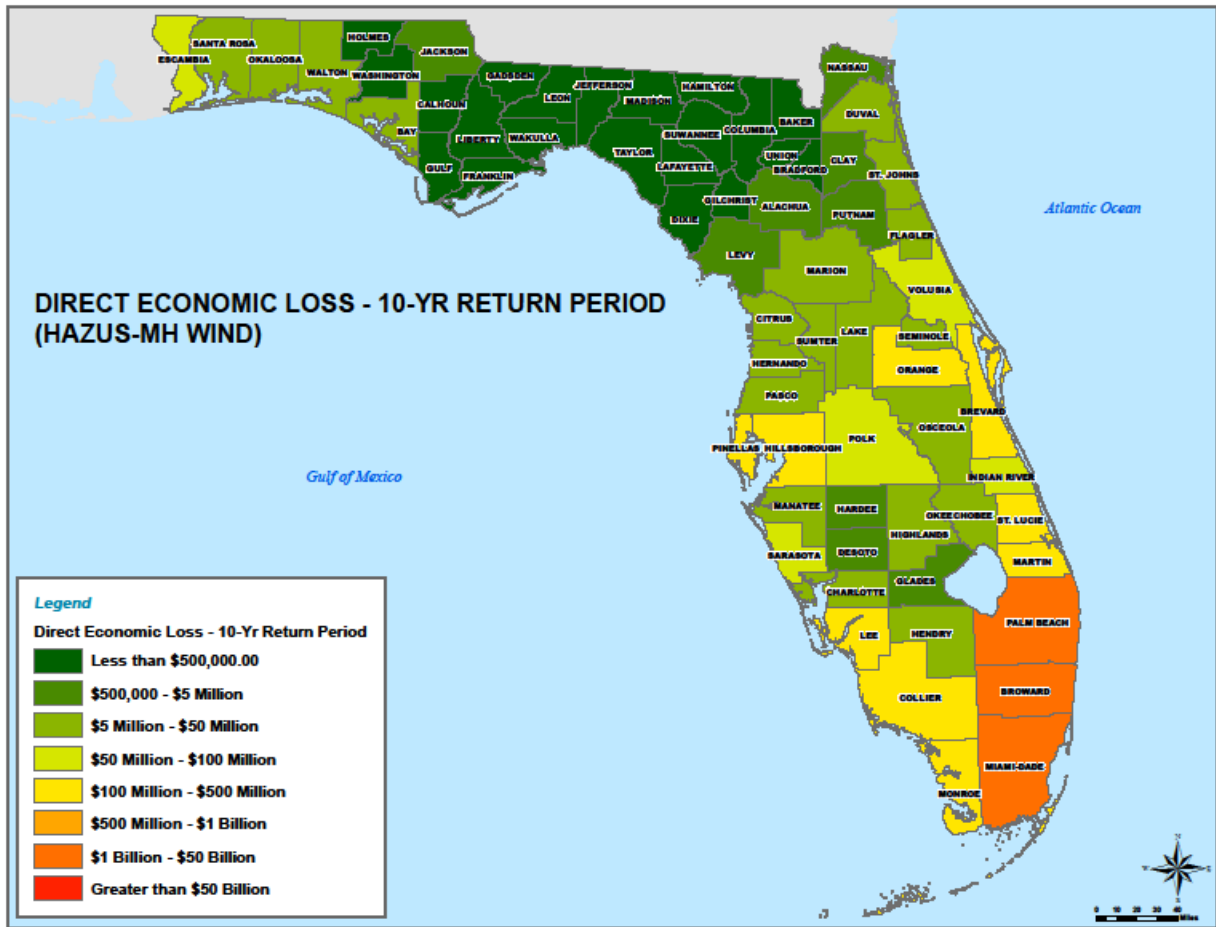 HOLMES
SANTA ROSA
JACKSON
ESCAMBIA
OKALOOSA
WALTON
WASHINGTON
NASSAU
GADSDEN
JEFFERSON
HAMILTON
LEON
MADISON
CALHOUN
DUVAL
BAKER
BAY
LIBERTY
WAKULLA
SUWANNEE
COLUMBIA
TAYLOR
UNION
CLAY
GULF
FRANKLIN
LAFAYETTE
BRADFORD
ST. JOHNS
GILCHRIST
ALACHUA
PUTNAM
DIXIE
Atlantic Ocean
FLAGLER
LEVY
MARION
VOLUSIA
DIRECT ECONOMIC LOSS - 10-YR RETURN PERIOD
(HAZUS-MH WIND)
CITRUS
SUMTER
LAKE
SEMINOLE
HERNANDO
ORANGE
PASCO
BREVARD
OSCEOLA
PINELLAS
HILLSBOROUGH
POLK
Gulf of Mexico
INDIAN RIVER
MANATEE
HARDEE
OKEECHOBEE
ST. LUCIE
HIGHLANDS
SARASOTA
DESOTO
MARTIN
GLADES
CHARLOTTE
PALM BEACH
LEE
HENDRY
BROWARD
COLLIER
MIAMI-DADE
MONROE
Legend
Direct Economic Loss - 10-Yr Return Period
Less than $500,000.00
$500,000 - $5 Million
$5 Million - $50 Million
$50 Million - $100 Million
$100 Million - $500 Million
$500 Million - $1 Billion
$1 Billion - $50 Billion
Greater than $50 Billion
N
W
E
S
0 10 20 30 40
Miles